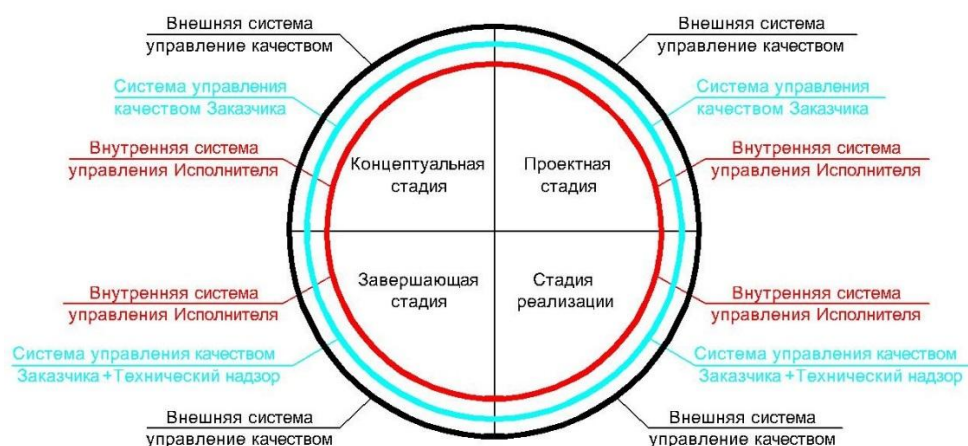 Внешняя система
управление качеством
Внешняя система
управление качеством
Система управления
качеством Заказчика
Система управления
качеством Заказчика
Внутренняя система
управления Исполнителя
Концептуальная
стадия
Проектная
стадия
Внутренняя система
управления Исполнителя
Внутренняя система
управления Исполнителя
Завершающая
стадия
Стадия
реализации
Внутренняя система
управления Исполнителя
Система управления качеством
Заказчика+Технический надзор
Система управления качеством
Заказчика+Технический надзор
Внешняя система
управление качеством
Внешняя система
управление качеством